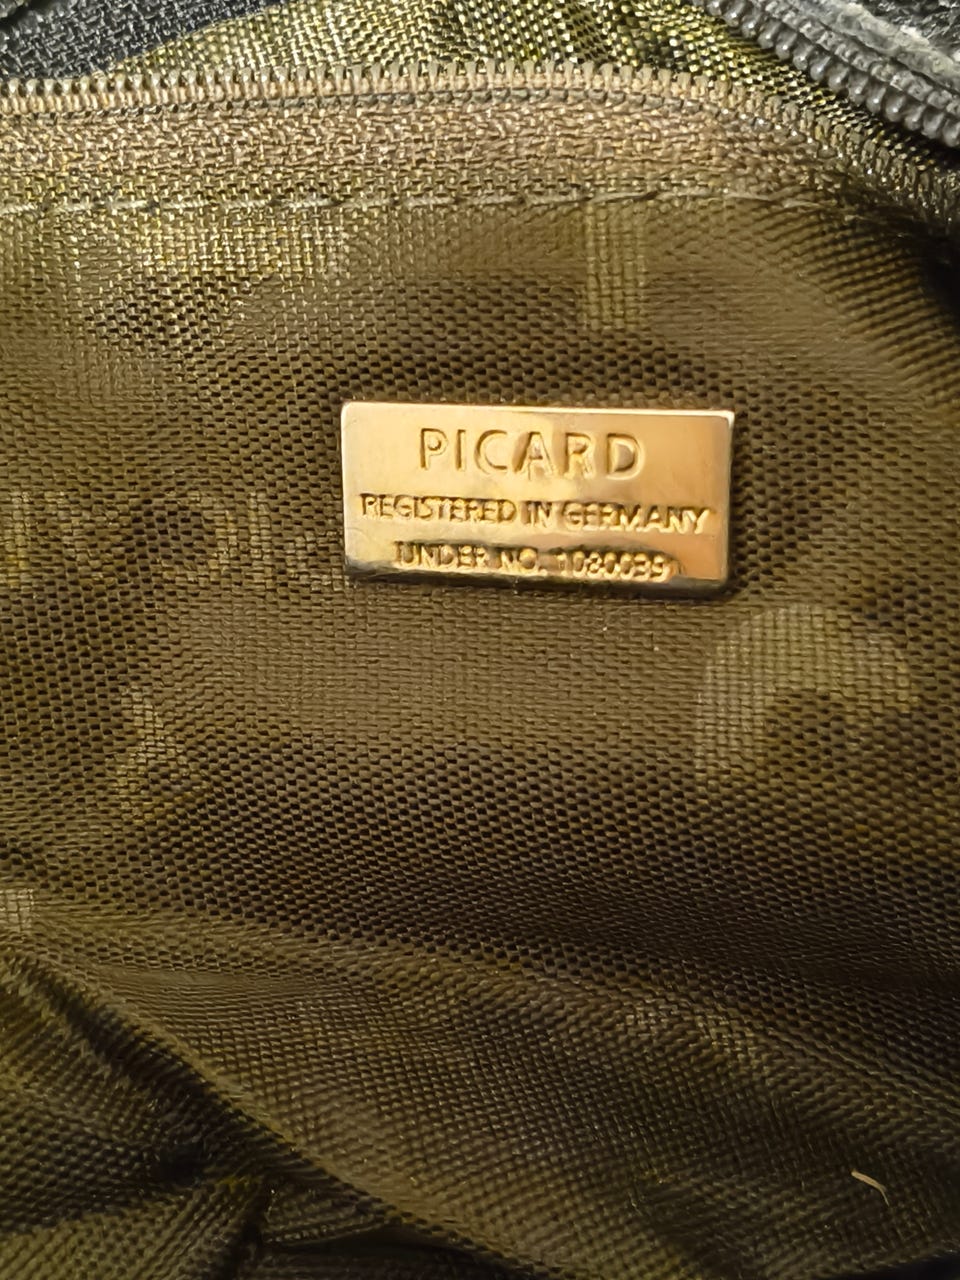 PICARD
REGISTERED IN GERMANY
UNDER NO. 1080039